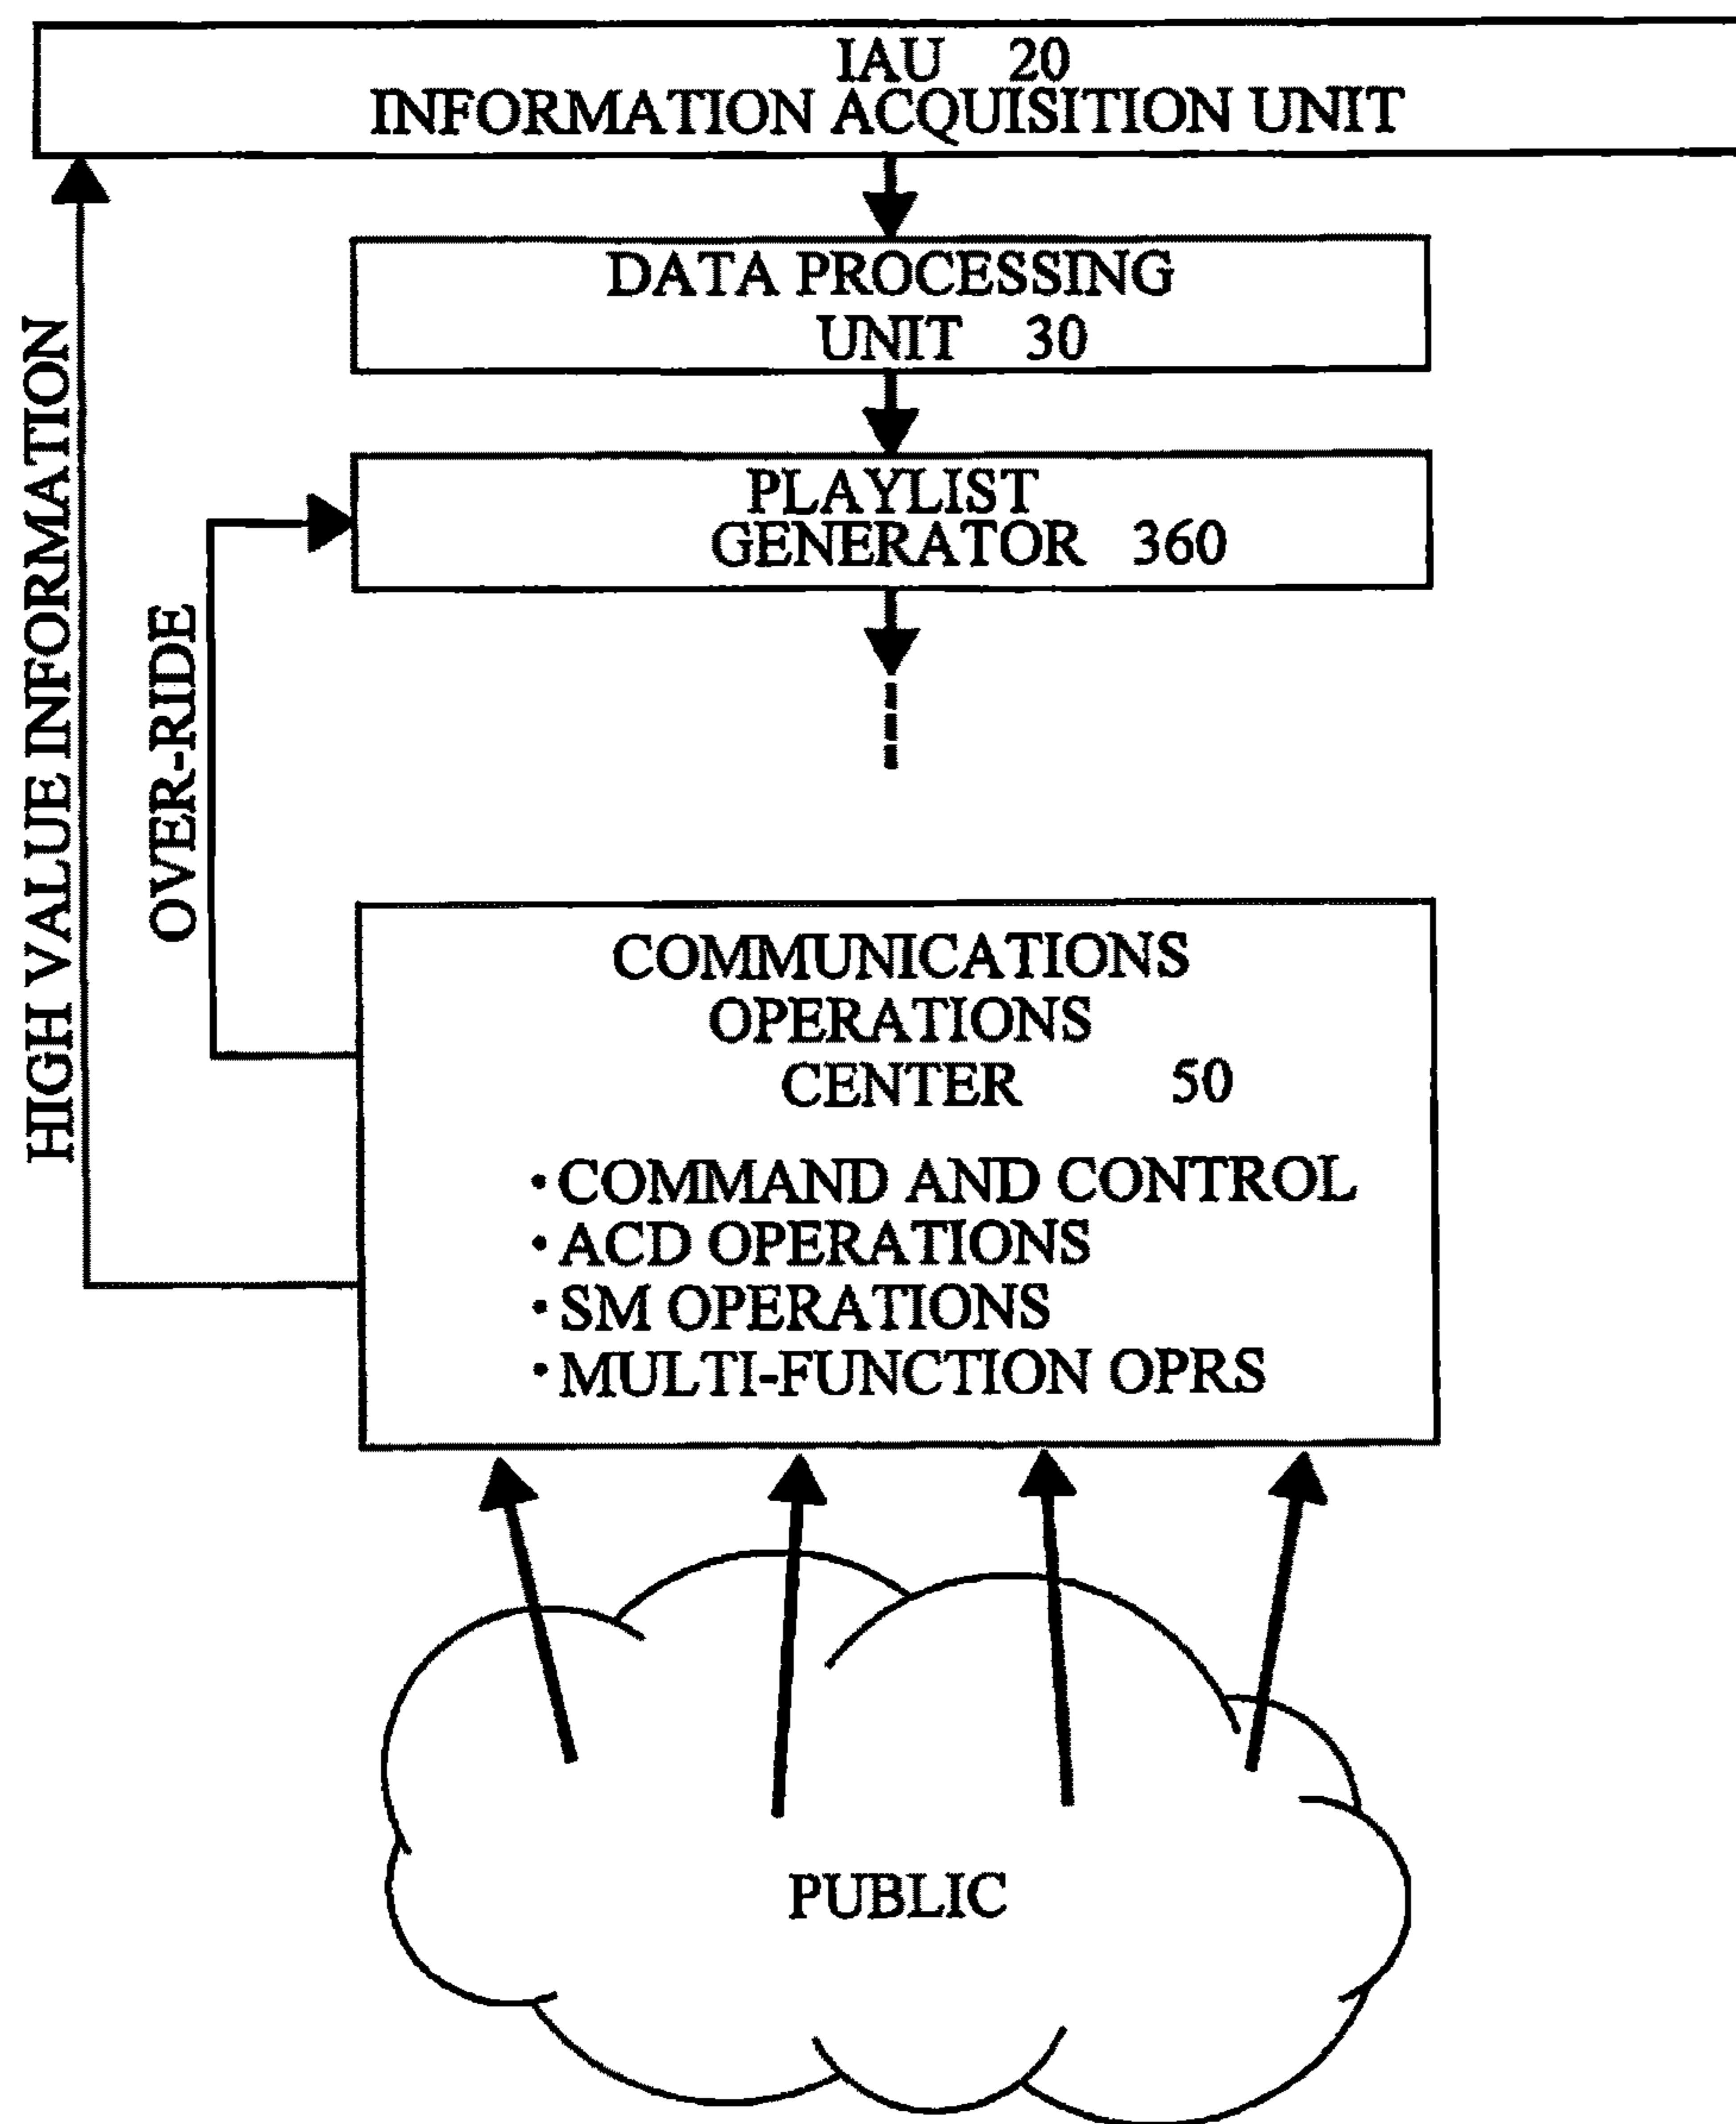 IAU 20
INFORMATION ACQUISITION UNIT
DATA PROCESSING
UNIT 30
PLAYLIST
GENERATOR 360
HIGH VALUE INFORMATION
OVER-RIDE
COMMUNICATIONS
OPERATIONS
CENTER 50
· COMMAND AND CONTROL
· ACD OPERATIONS
· SM OPERATIONS
· MULTI-FUNCTION OPRS
PUBLIC